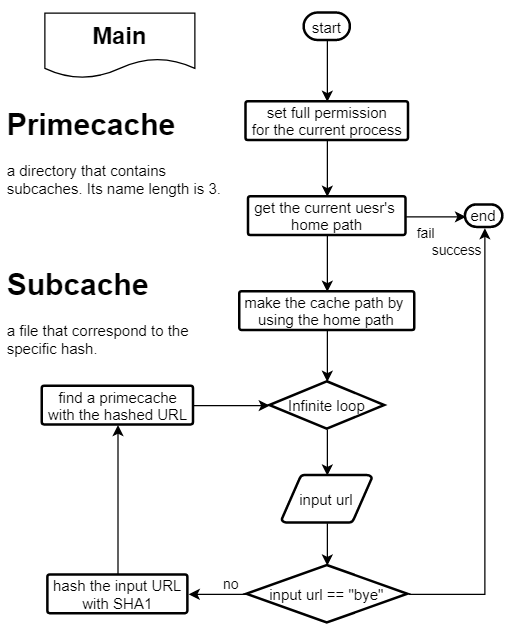 Main
start
set full permission
for the current process
Primecache
a directory that contains
subcaches. Its name length is 3.
get the current uesr's
home path
end
fail
success
Subcache
a file that correspond to the
specific hash.
make the cache path by
using the home path
find a primecache
with the hashed URL
Infinite loop
input url
hash the input URL
with SHA1
no
input url == "bye"